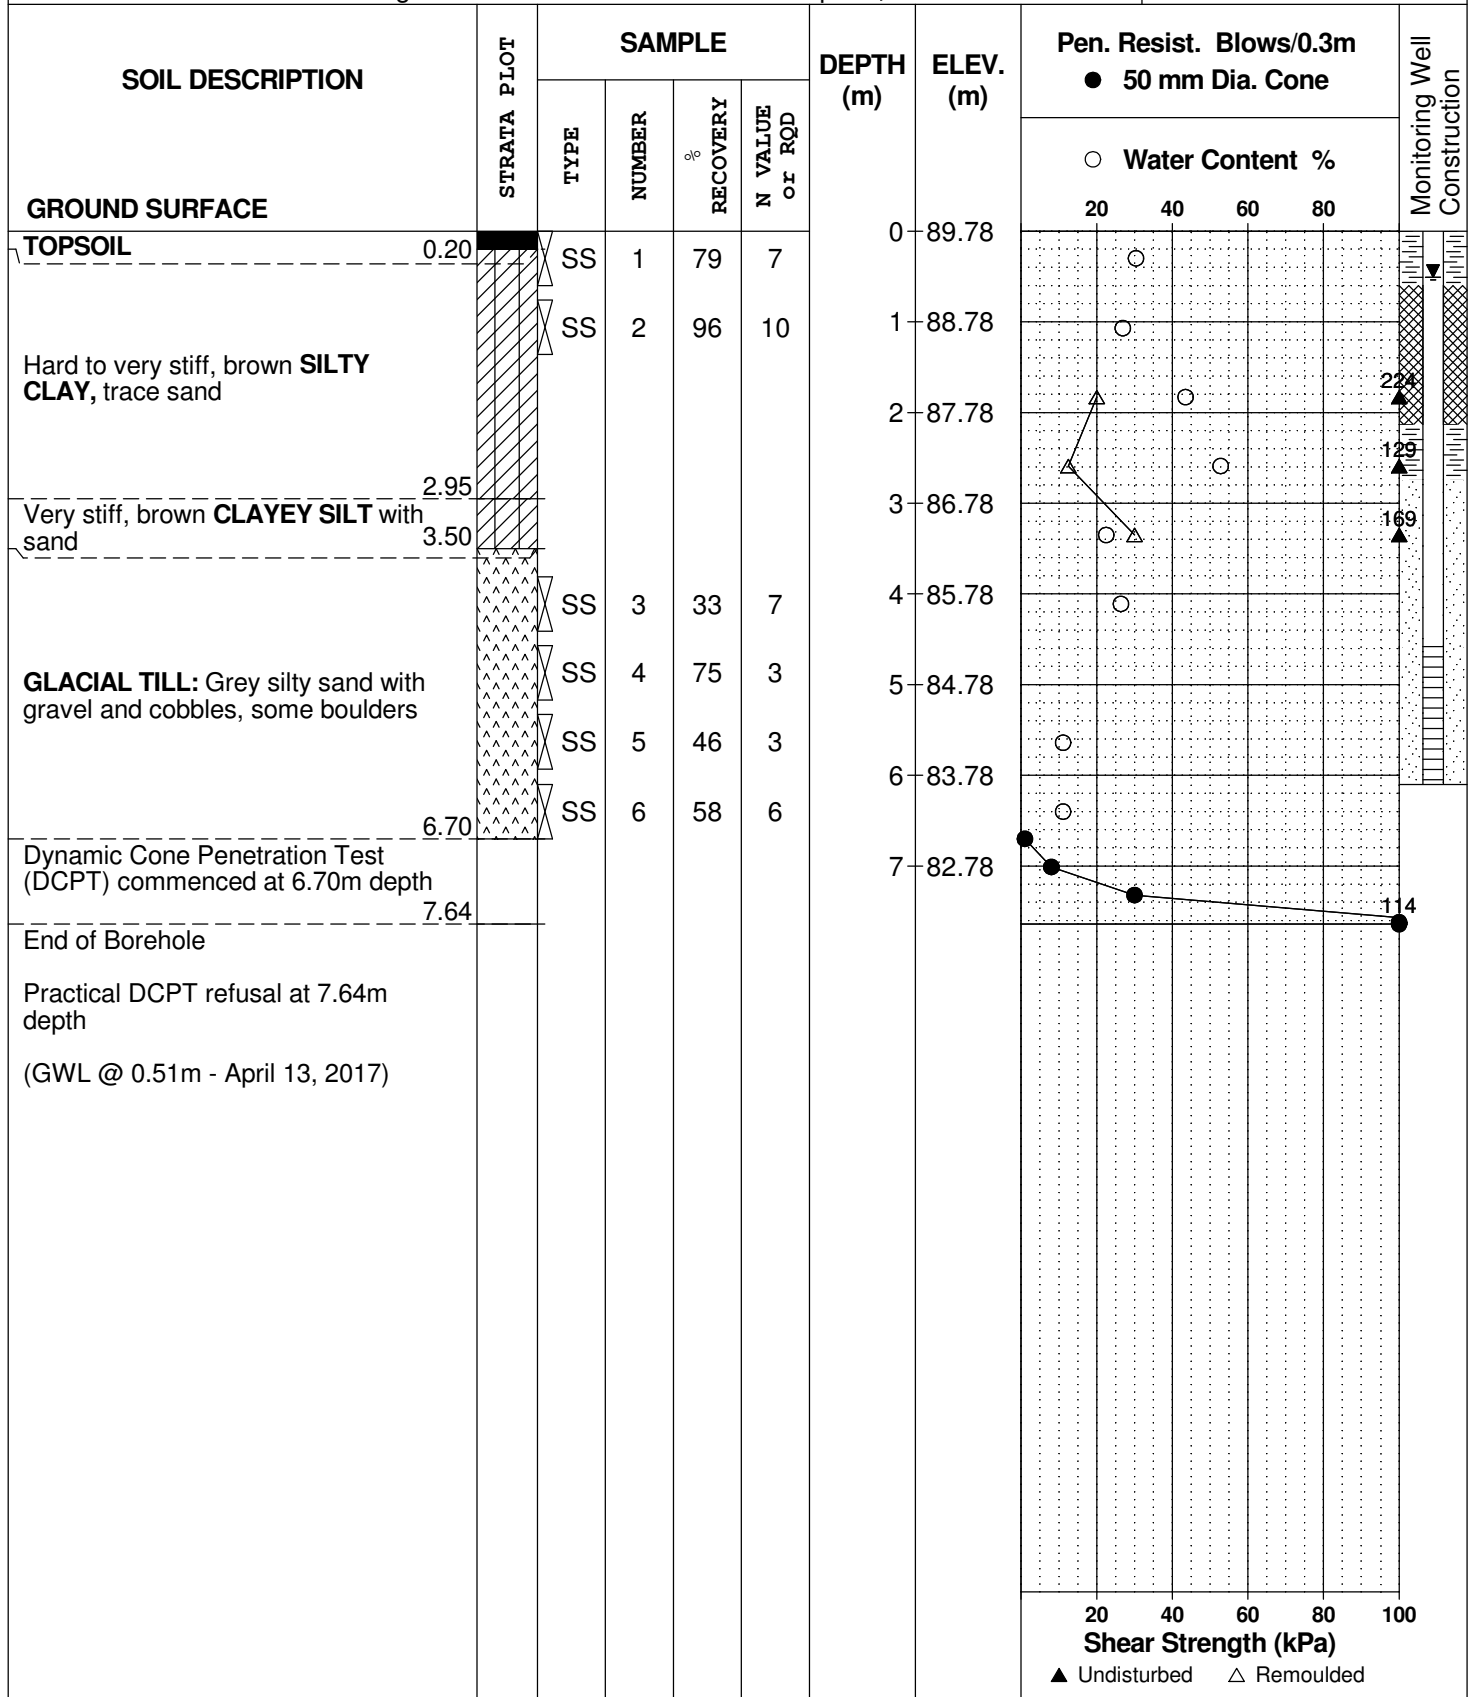 SOIL DESCRIPTION
GROUND SURFACE
STRATA PLOT
SAMPLE
TYPE
NUMBER
%
RECOVERY
N VALUE
or RQD
DEPTH
(m)
ELEV.
(m)
Pen. Resist. Blows/0.3m
● 50 mm Dia. Cone
○ Water Content %
20 40 60 80
Monitoring Well
Construction
TOPSOIL 0.20
SS 1 79 7
0 89.78
SS 2 96 10
1 88.78
Hard to very stiff, brown SILTY
CLAY, trace sand
224
2 87.78
129
2.95
3 86.78
Very stiff, brown CLAYEY SILT with
sand 3.50
169
SS 3 33 7
4 85.78
SS 4 75 3
GLACIAL TILL: Grey silty sand with
gravel and cobbles, some boulders
5 84.78
SS 5 46 3
6 83.78
SS 6 58 6
6.70
Dynamic Cone Penetration Test
(DCPT) commenced at 6.70m depth
7 82.78
7.64
114
End of Borehole
Practical DCPT refusal at 7.64m
depth
(GWL @ 0.51m - April 13, 2017)
20 40 60 80 100
Shear Strength (kPa)
▲ Undisturbed △ Remoulded